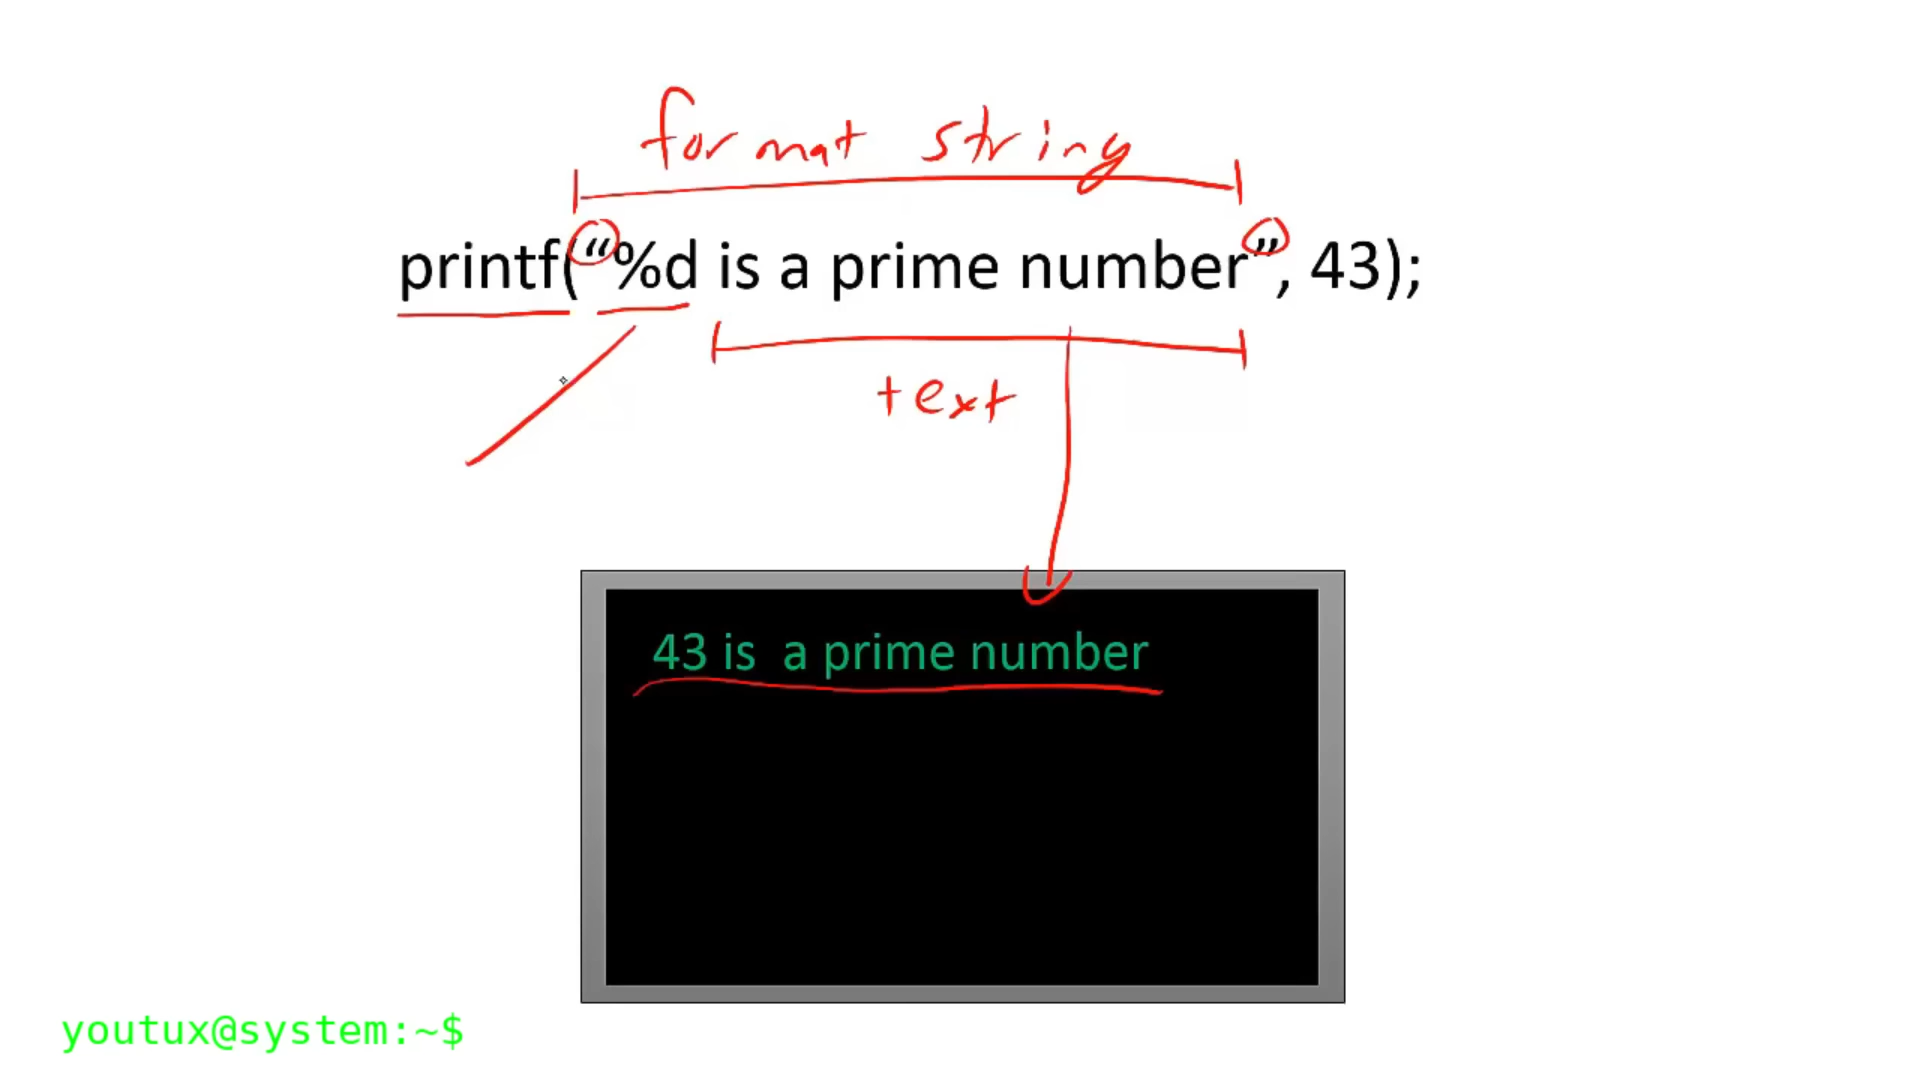 format string
printf(“%d is a prime number”, 43);
text
43 is  a prime number
youtux@system:~$